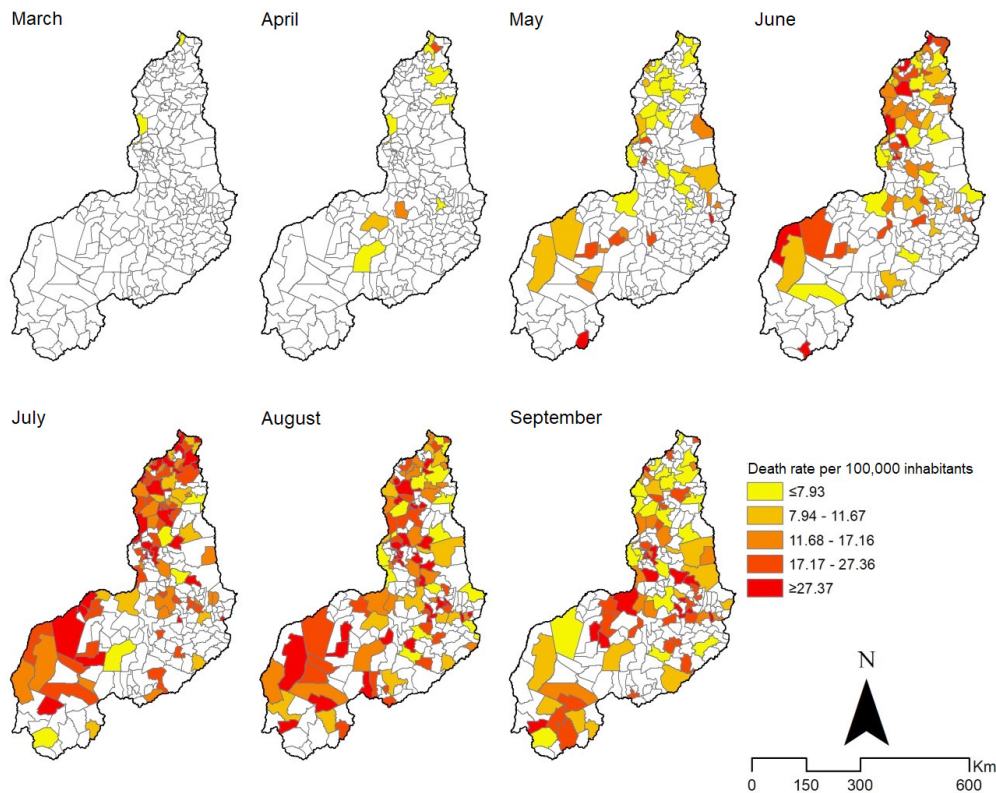 March
April
May
June
July
August
September
Death rate per 100,000 inhabitants
≤7.93
7.94 - 11.67
11.68 - 17.16
17.17 - 27.36
≥27.37
N
Km
0 150 300 600